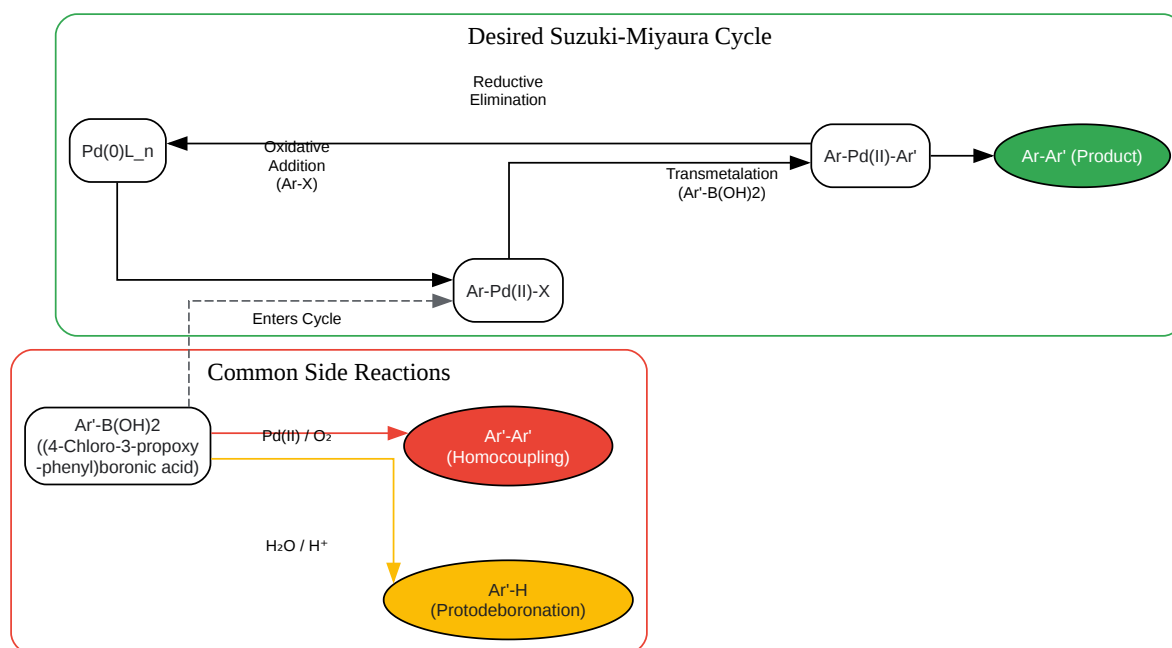 Desired Suzuki-Miyaura Cycle
Reductive
Elimination
Pd(0)L_n
Oxidative
Addition
(Ar-X)
Transmetalation
(Ar'-B(OH)2)
Ar-Pd(II)-Ar'
Ar-Ar' (Product)
Ar-Pd(II)-X
Enters Cycle
Common Side Reactions
Ar'-B(OH)2
((4-Chloro-3-propoxy
-phenyl)boronic acid)
Pd(II) / O₂
Ar'-Ar'
(Homocoupling)
H₂O / H⁺
Ar'-H
(Protodeboronation)